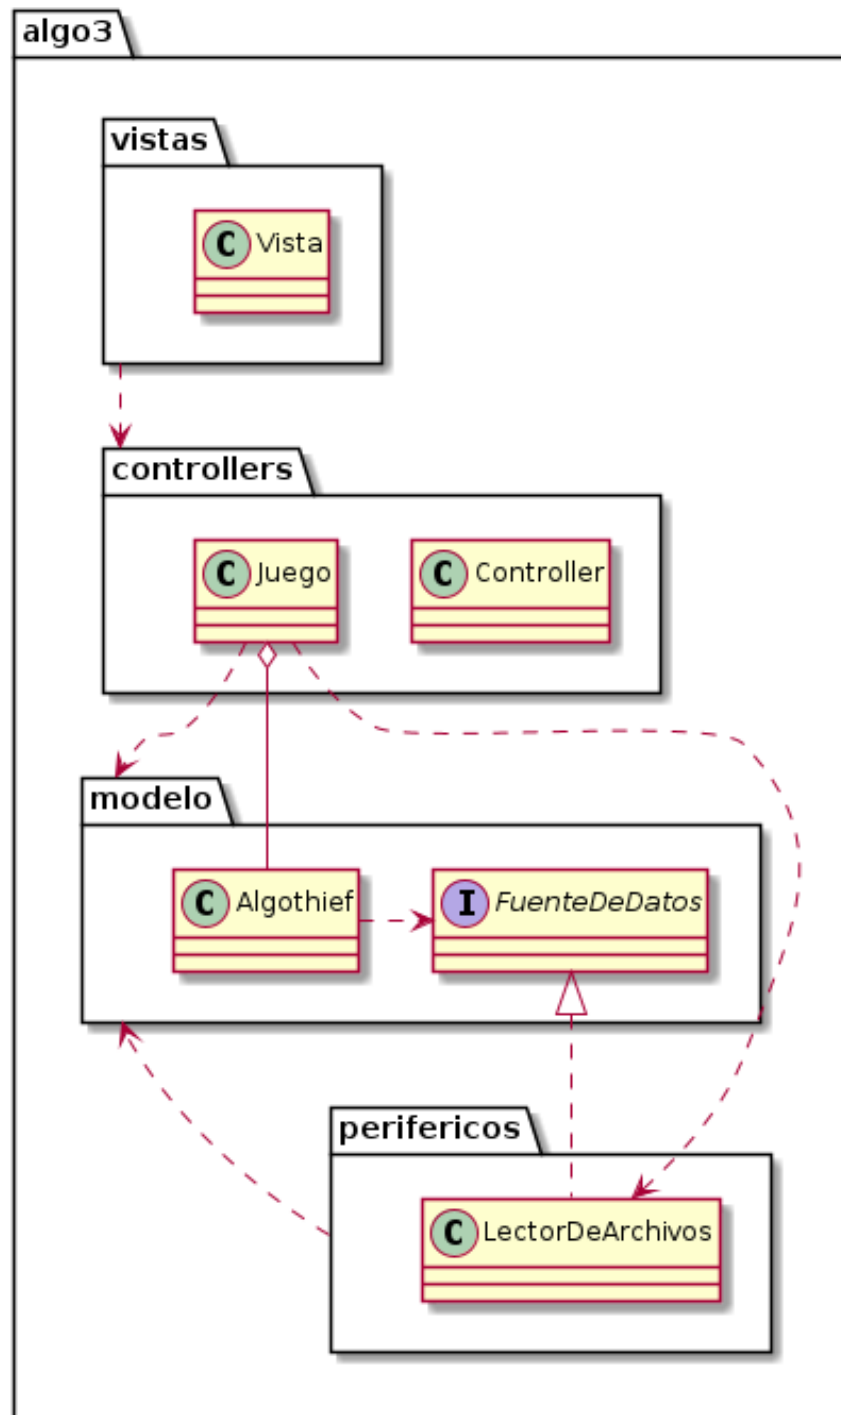 algo3
vistas
C Vista
controllers
C Juego
C Controller
modelo
C Algothief
I FuenteDeDatos
perifericos
C LectorDeArchivos